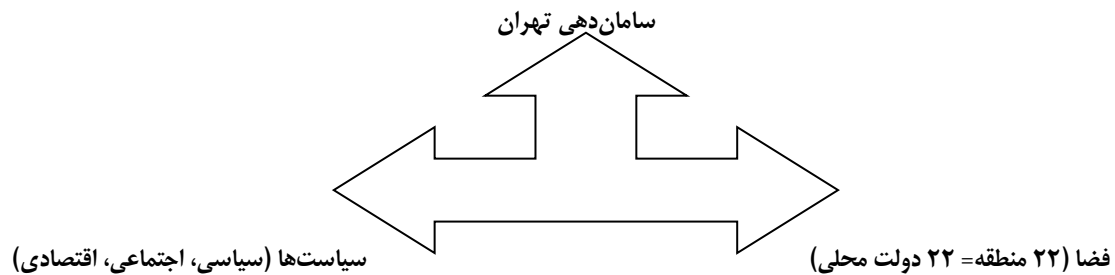 سامان‌دهی تهران
فضا (۲۲ منطقه= ۲۲ دولت محلی)
سیاست‌ها (سیاسی، اجتماعی، اقتصادی)